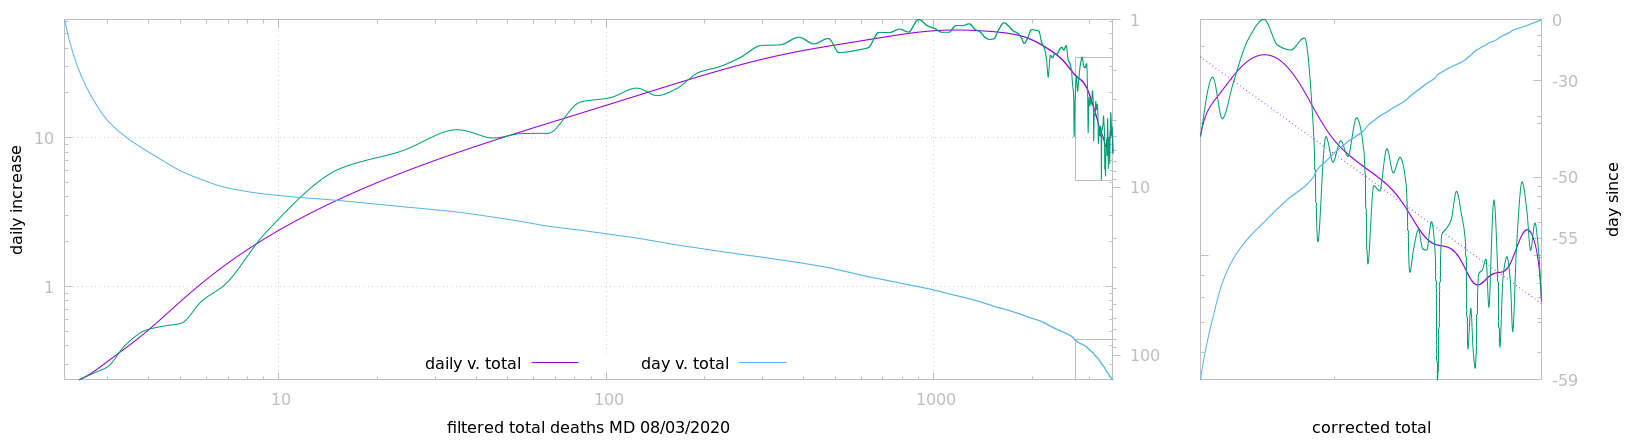 daily increase
10
1
daily v. total
day v. total
10
100
1000
filtered total deaths MD 08/03/2020
1
10
100
0
-30
-50
-55
-59
day since
corrected total